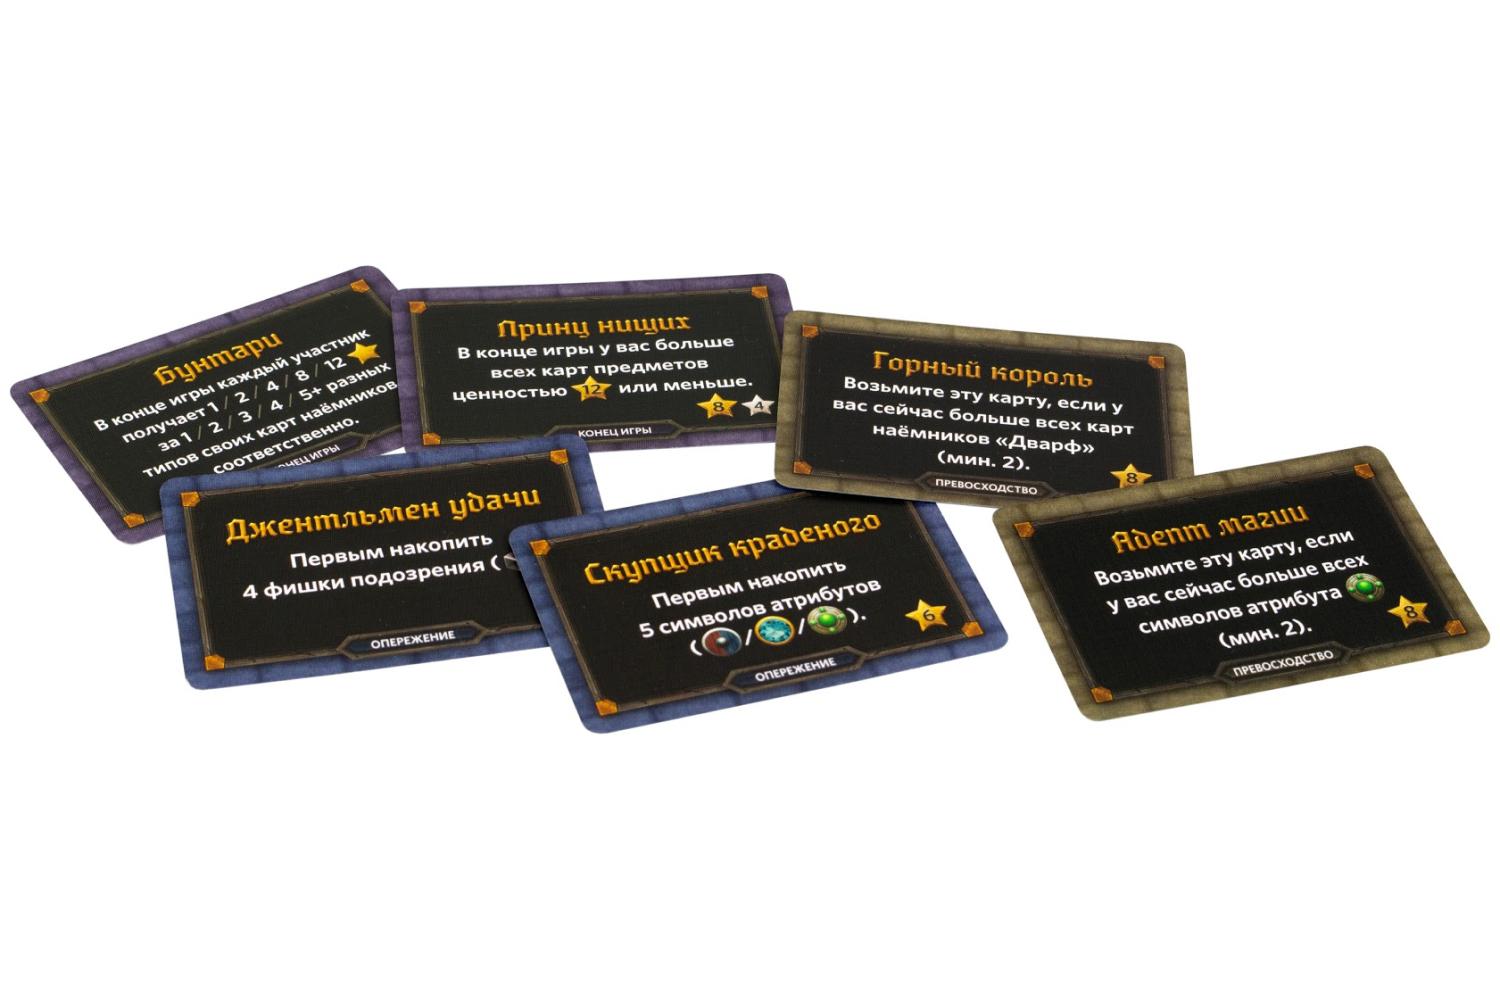 Бунтари
В конце игры каждый участник
получает 1 / 2 / 4 / 8 / 12
за 1 / 2 / 3 / 4 / 5+ разных
типов своих карт наёмников
соответственно.
КОНЕЦ ИГРЫ
Принц нищих
В конце игры у вас больше
всех карт предметов
ценностью 12 или меньше.
8 4
КОНЕЦ ИГРЫ
Горный король
Возьмите эту карту, если у
вас сейчас больше всех карт
наёмников «Дварф»
(мин. 2).
8
ПРЕВОСХОДСТВО
Джентльмен удачи
Первым накопить
4 фишки подозрения (
ОПЕРЕЖЕНИЕ
Скупщик краденого
Первым накопить
5 символов атрибутов
( / / ).
6
ОПЕРЕЖЕНИЕ
Адепт магии
Возьмите эту карту, если
у вас сейчас больше всех
символов атрибута
(мин. 2).
8
ПРЕВОСХОДСТВО